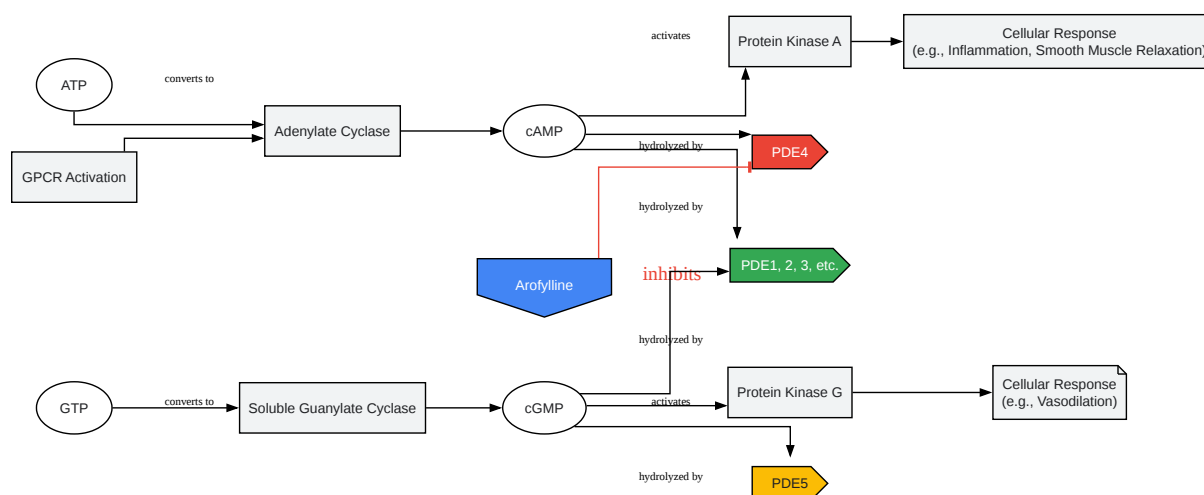 activates
Protein Kinase A
Cellular Response
(e.g., Inflammation, Smooth Muscle Relaxation)
ATP
converts to
Adenylate Cyclase
cAMP
hydrolyzed by
PDE4
GPCR Activation
hydrolyzed by
PDE1, 2, 3, etc.
Arofylline
inhibits
hydrolyzed by
GTP
converts to
Soluble Guanylate Cyclase
cGMP
activates
Protein Kinase G
Cellular Response
(e.g., Vasodilation)
hydrolyzed by
PDE5